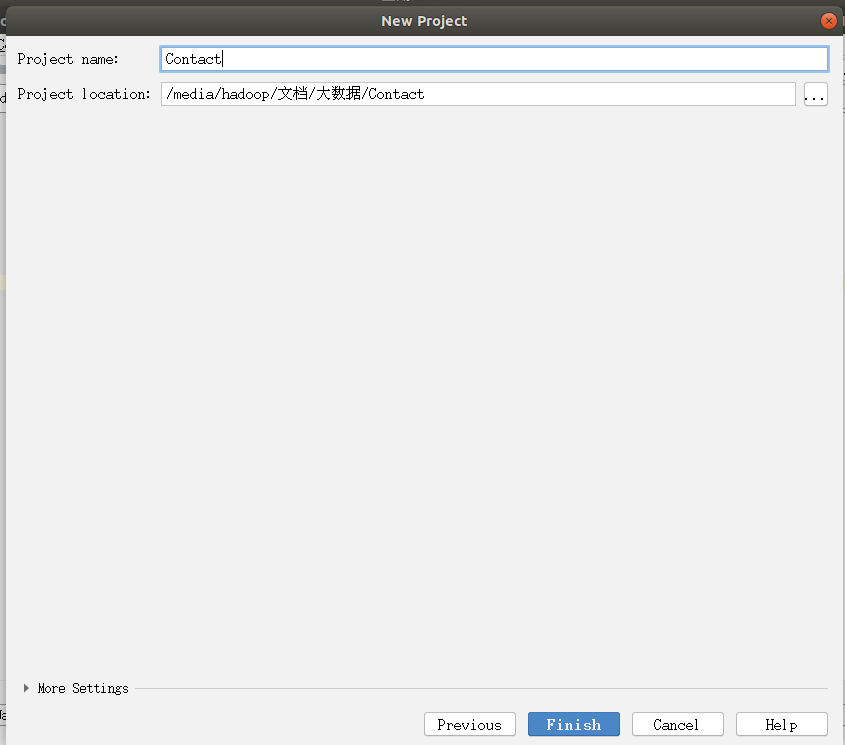 New Project
Project name: Contact
Project location: /media/hadoop/文档/大数据/Contact ...
More Settings
Previous Finish Cancel Help